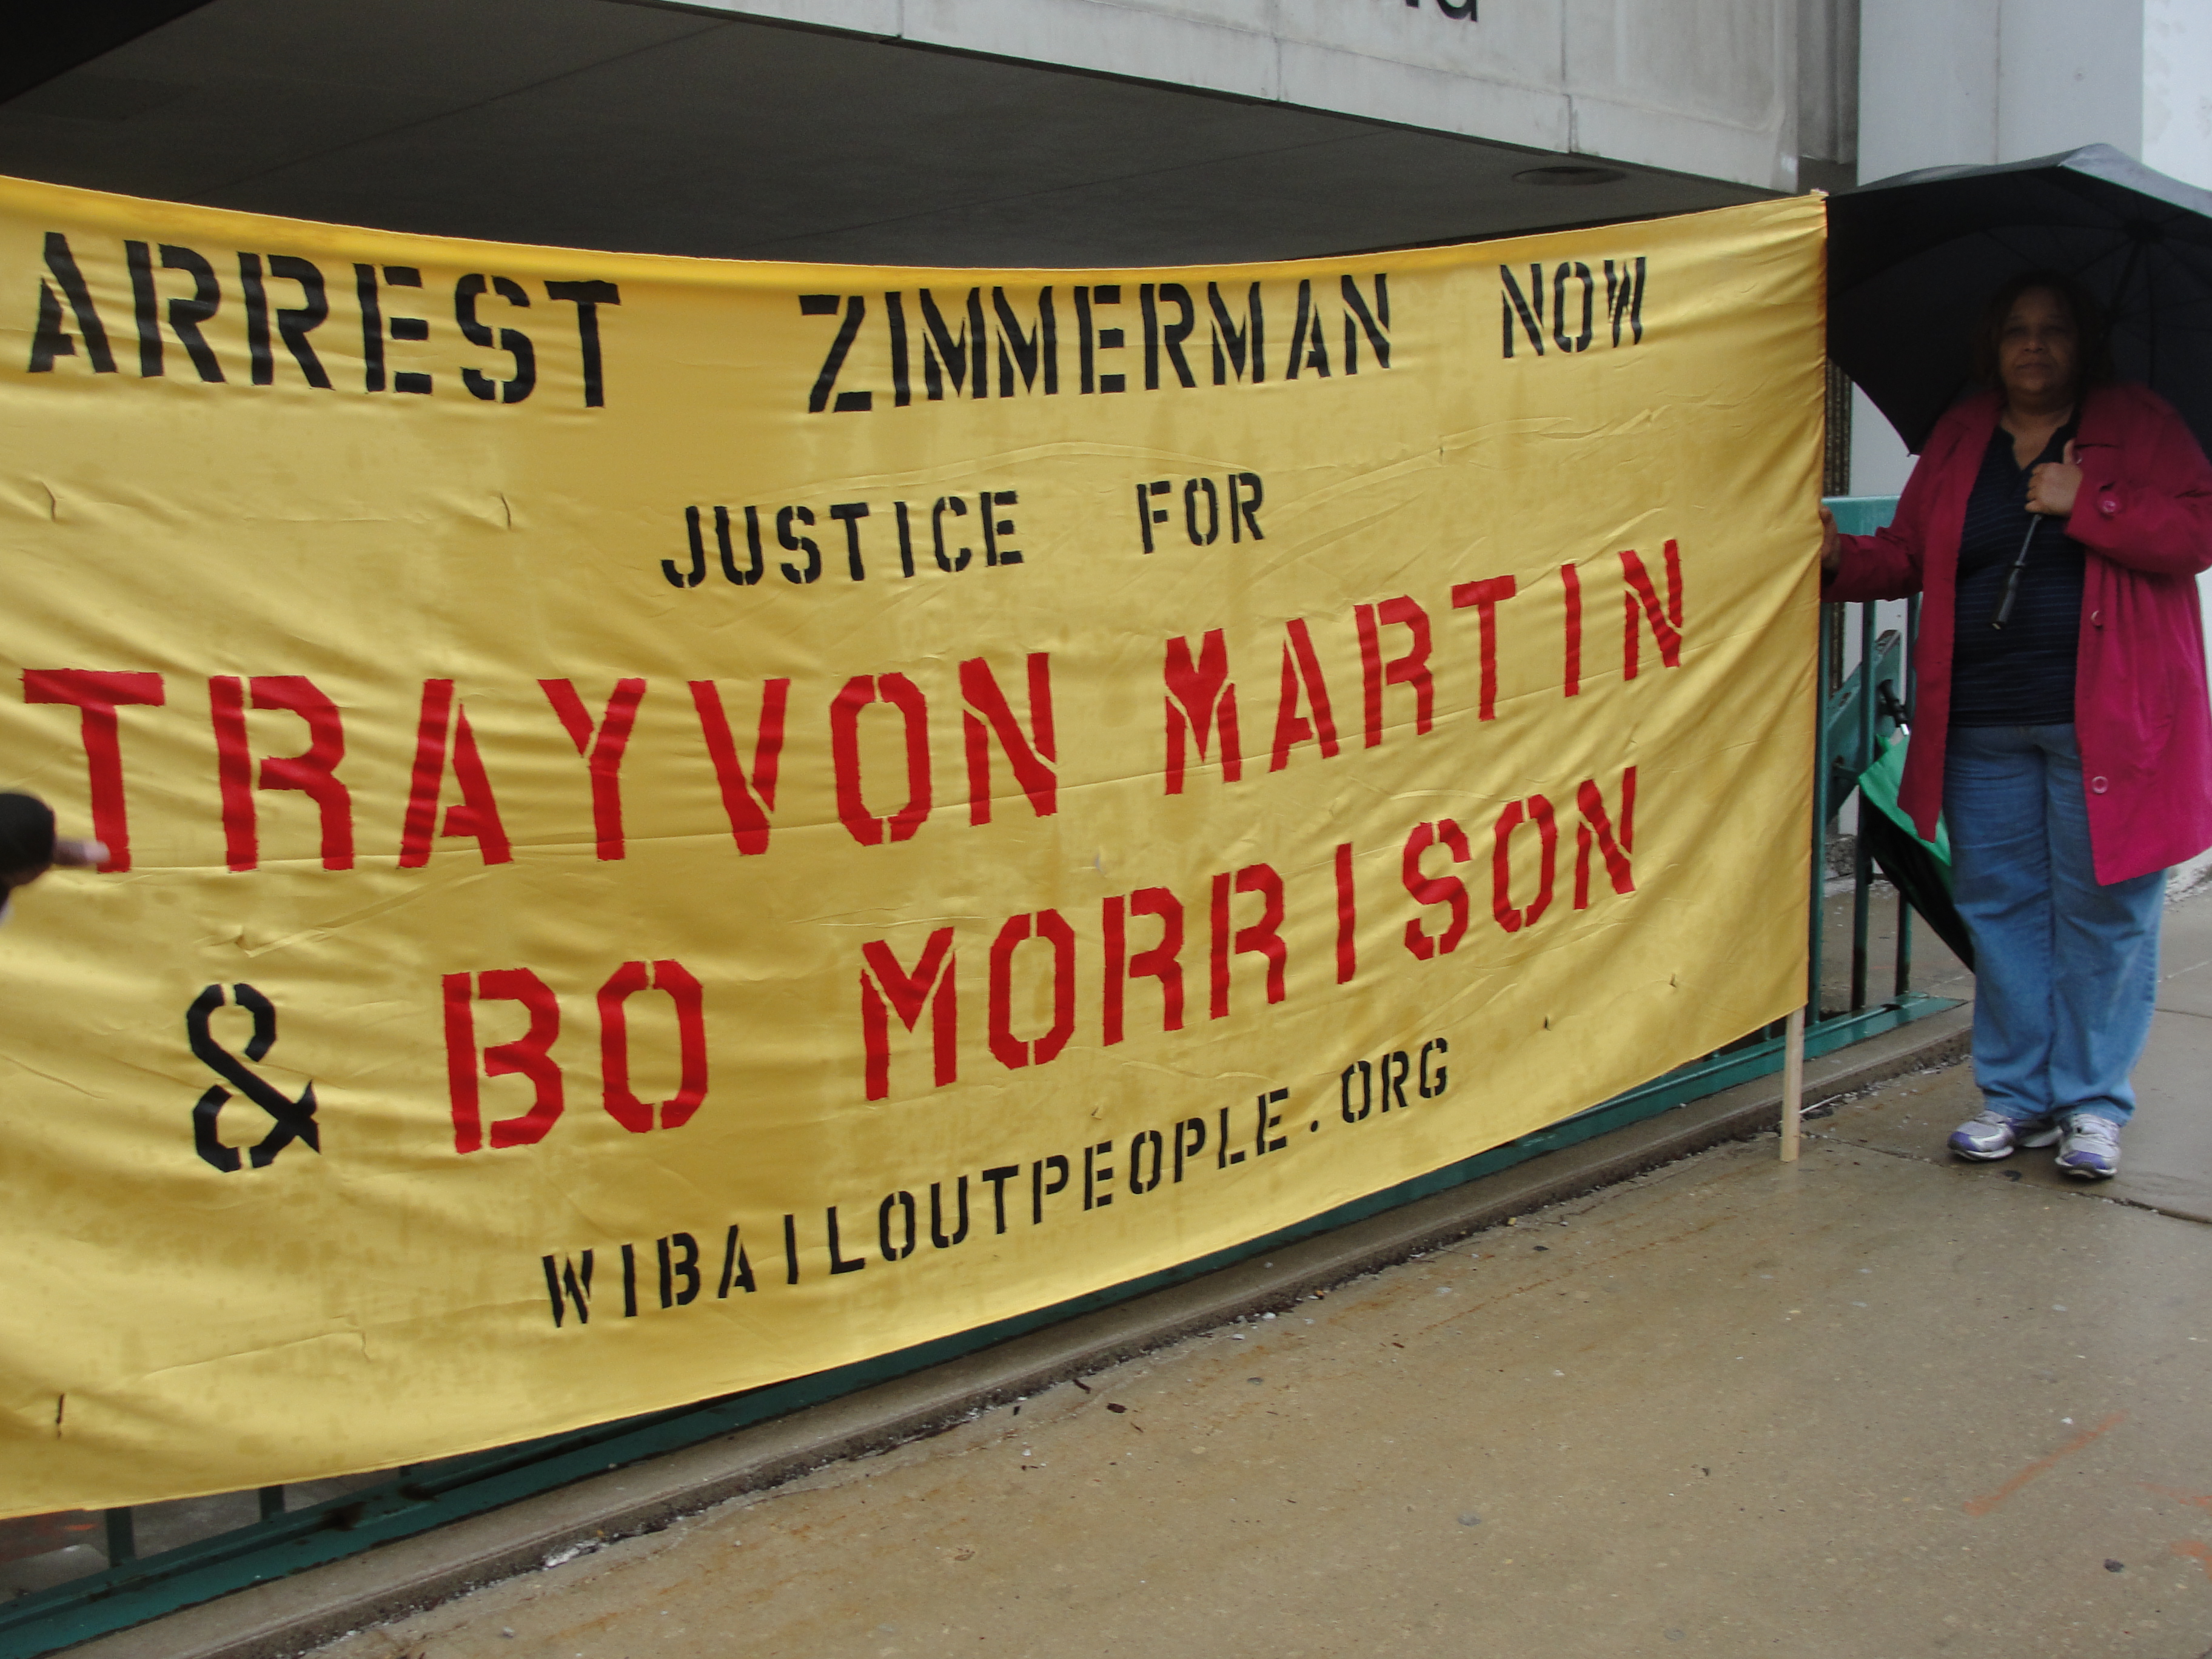 ARREST ZIMMERMAN NOW
JUSTICE FOR
TRAYVON MARTIN
& BO MORRISON
WIBAILOUTPEOPLE.ORG